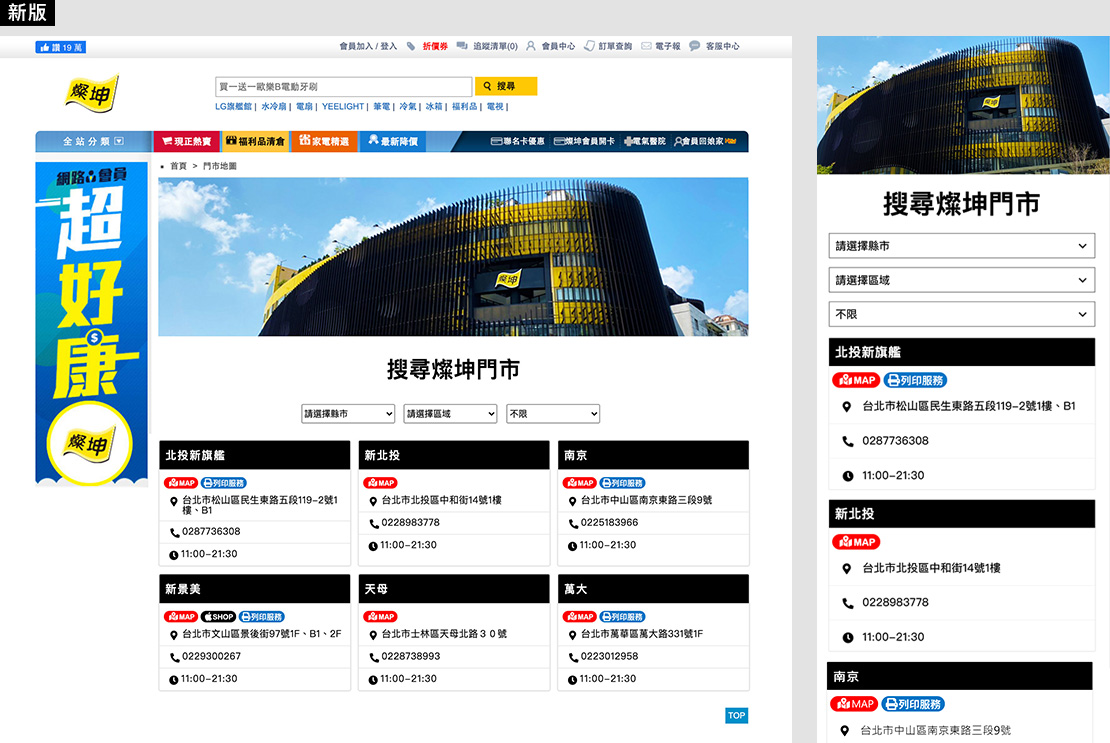 新版
讚 19 萬
會員加入 / 登入 折價券 追蹤清單(0) 會員中心 訂單查詢 電子報 客服中心
燦坤
買一送一歐樂B電動牙刷
搜尋
LG旗艦館 | 水冷扇 | 電扇 | YEELIGHT | 筆電 | 冷氣 | 冰箱 | 福利品 | 電視 |
全站分類 現正熱賣 福利品清倉 家電精選 最新降價 聯名卡優惠 燦坤會員開卡 電氣醫院 會員回娘家
網路會員
超
好
康
$
燦坤
首頁 > 門市地圖
燦坤
搜尋燦坤門市
請選擇縣市 請選擇區域 不限
北投新旗艦
MAP 列印服務
台北市松山區民生東路五段119-2號1
樓、B1
0287736308
11:00-21:30
新北投
MAP
台北市北投區中和街14號1樓
0228983778
11:00-21:30
南京
MAP 列印服務
台北市中山區南京東路三段9號
0225183966
11:00-21:30
新景美
MAP SHOP 列印服務
台北市文山區景後街97號1F、B1、2F
0229300267
11:00-21:30
天母
MAP
台北市士林區天母北路３０號
0228738993
11:00-21:30
萬大
MAP 列印服務
台北市萬華區萬大路331號1F
0223012958
11:00-21:30
TOP
燦坤
搜尋燦坤門市
請選擇縣市
請選擇區域
不限
北投新旗艦
MAP 列印服務
台北市松山區民生東路五段119-2號1樓、B1
0287736308
11:00-21:30
新北投
MAP
台北市北投區中和街14號1樓
0228983778
11:00-21:30
南京
MAP 列印服務
台北市中山區南京東路三段9號